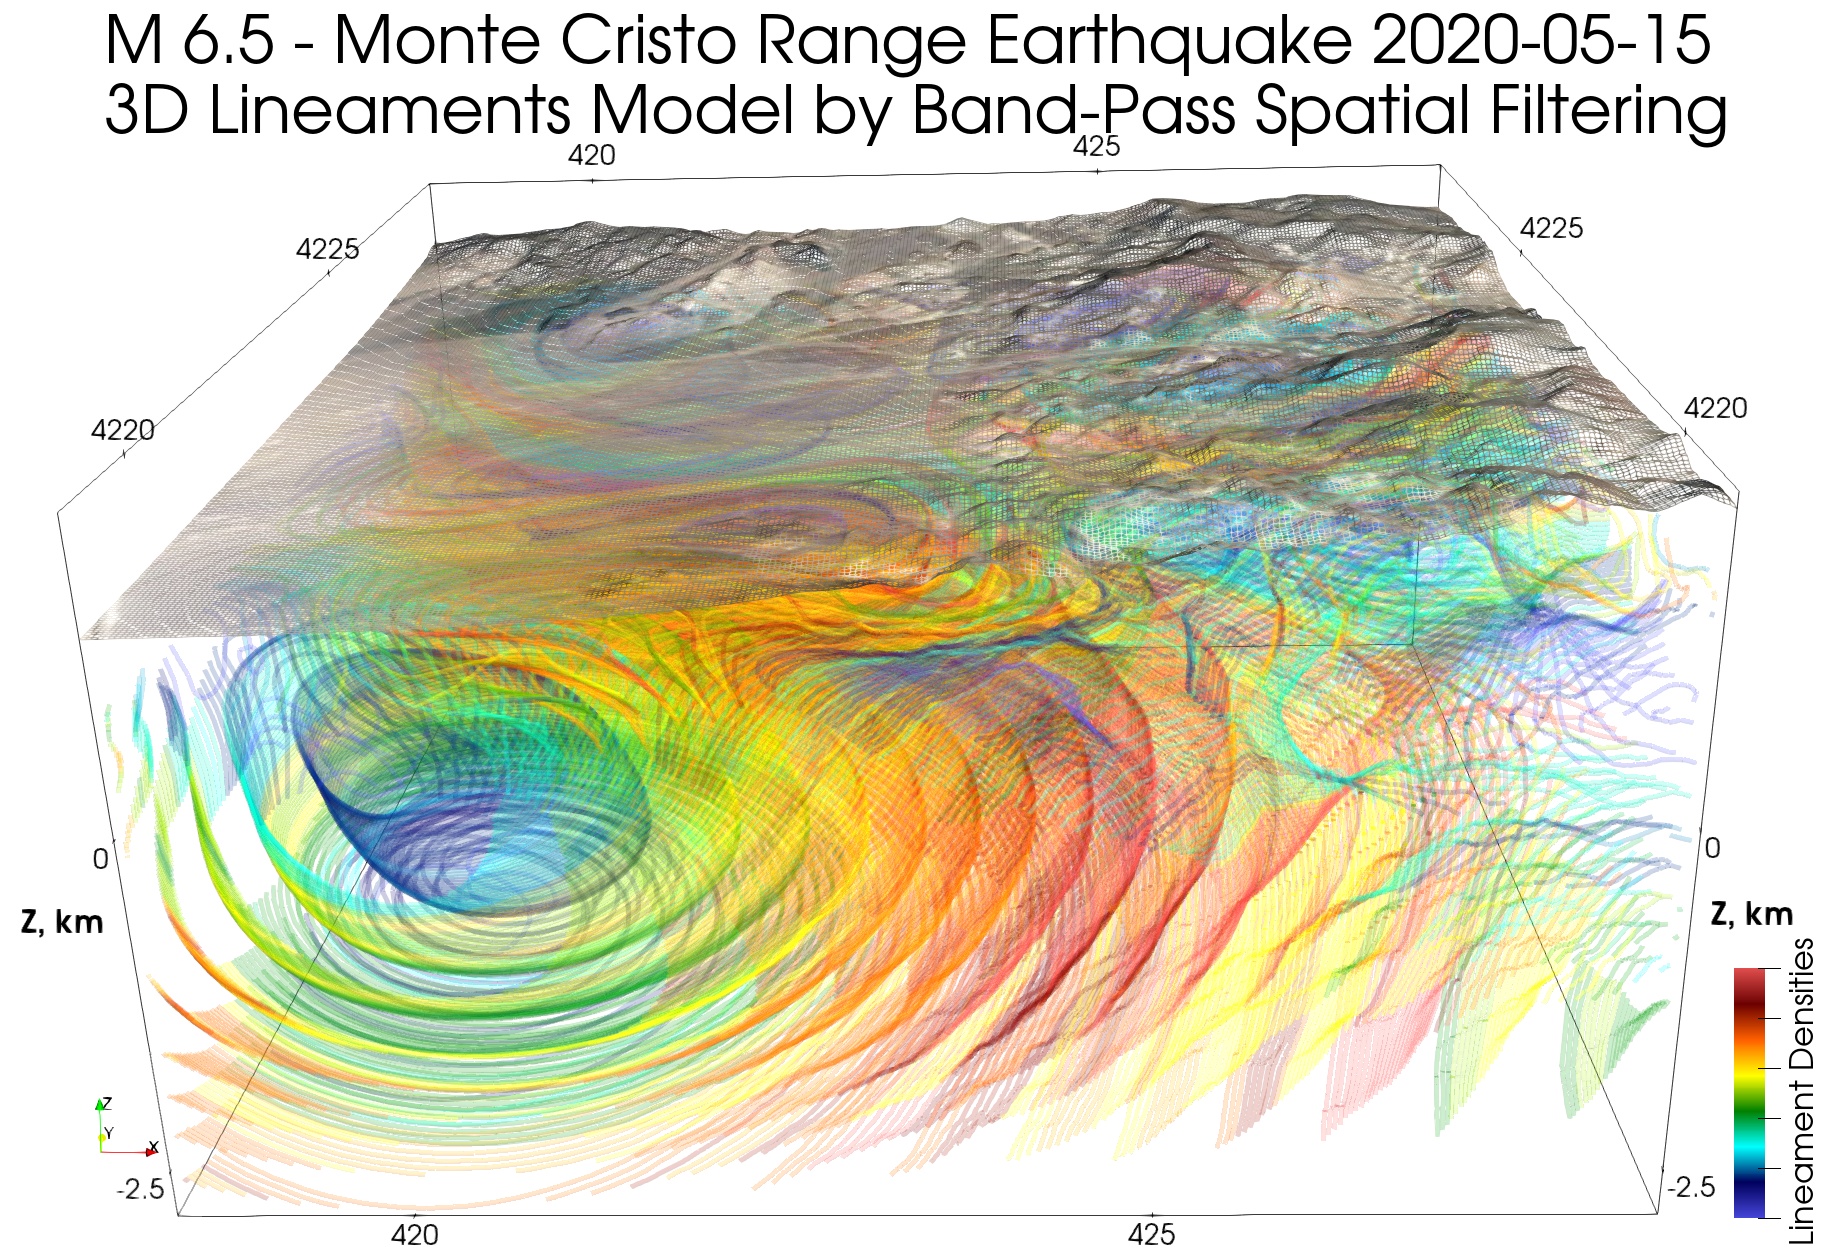 M 6.5 - Monte Cristo Range Earthquake 2020-05-15
3D Lineaments Model by Band-Pass Spatial Filtering
420
425
4225
4225
4220
4220
0
0
Z, km
Z, km
Lineament Densities
Z
Y
X
-2.5
-2.5
420
425